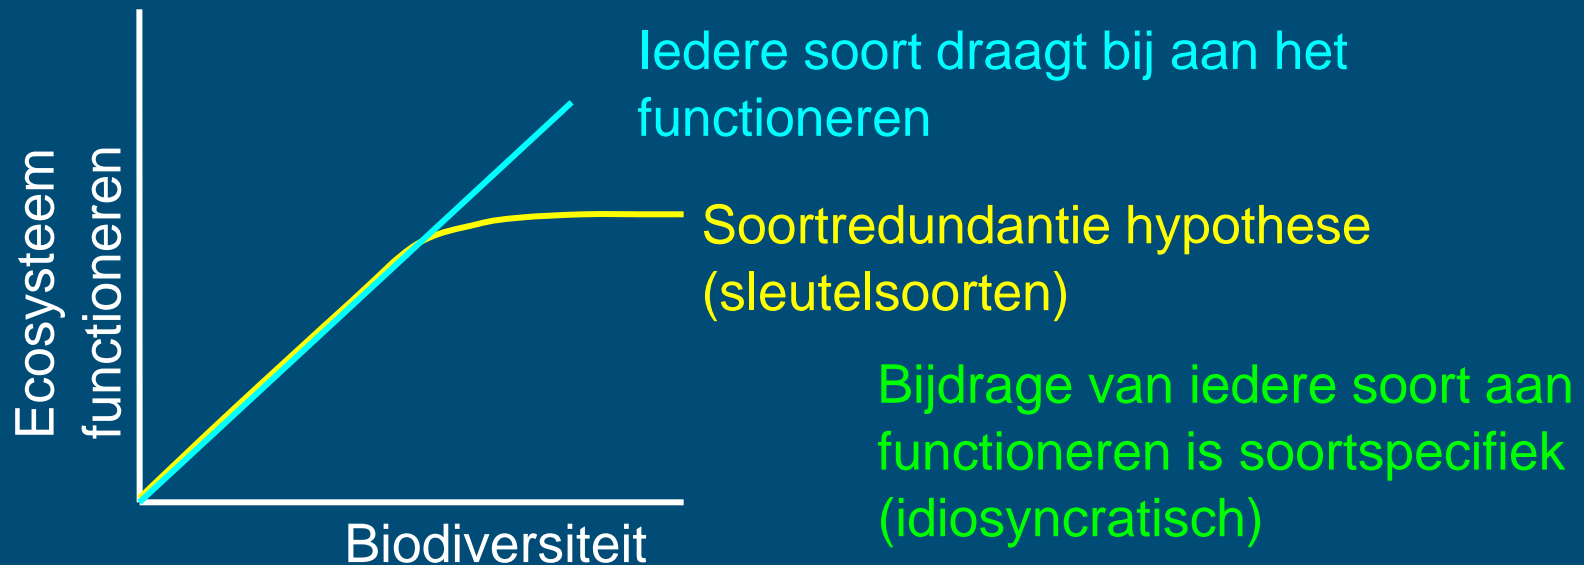 Iedere soort draagt bij aan het
functioneren
Ecosysteem
functioneren
Soortredundantie hypothese
(sleutelsoorten)
Bijdrage van iedere soort aan
functioneren is soortspecifiek
(idiosyncratisch)
Biodiversiteit